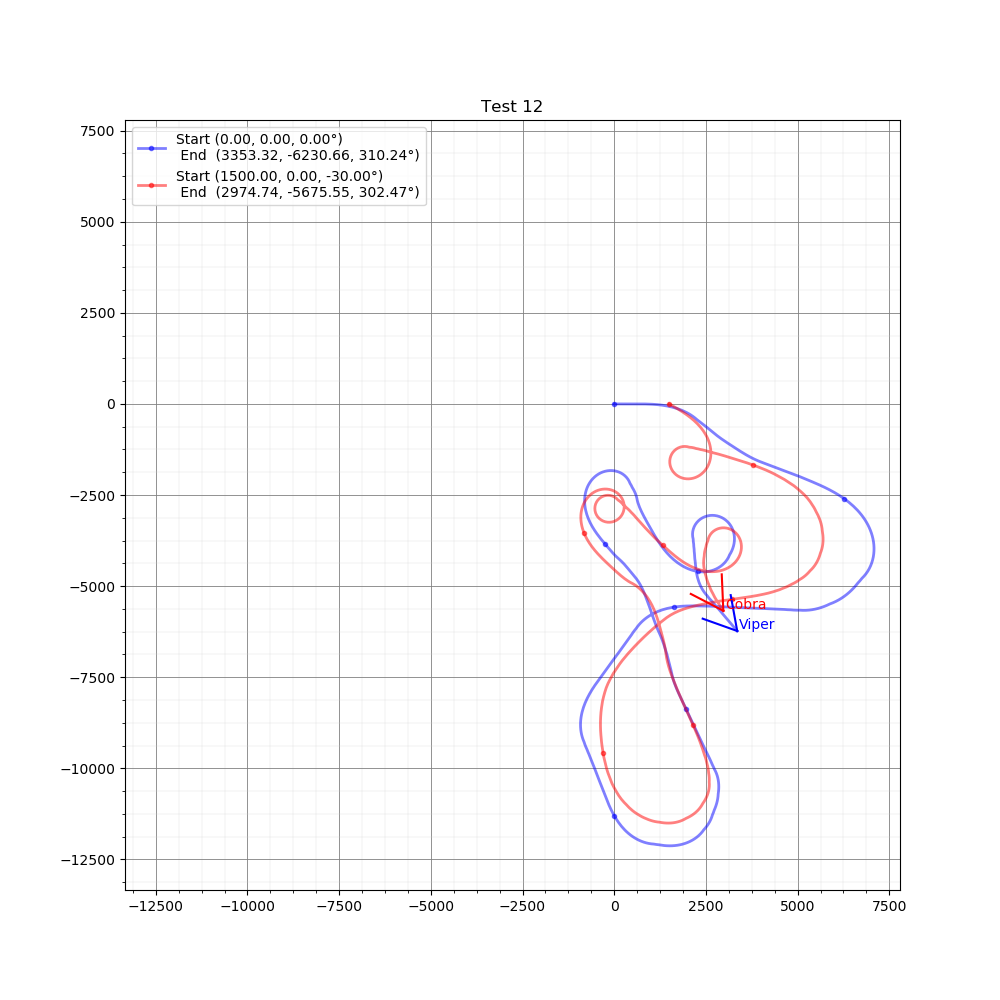 Test 12
Start (0.00, 0.00, 0.00°)
End  (3353.32, -6230.66, 310.24°)
Start (1500.00, 0.00, -30.00°)
End  (2974.74, -5675.55, 302.47°)
7500
5000
2500
0
−2500
−5000
−7500
−10000
−12500
Cobra
Viper
−12500 −10000 −7500 −5000 −2500 0 2500 5000 7500